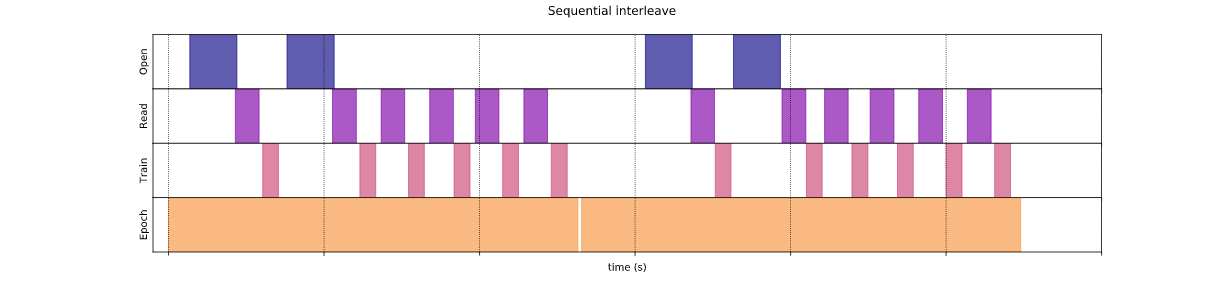 Sequential interleave
Open
Read
Train
Epoch
time (s)